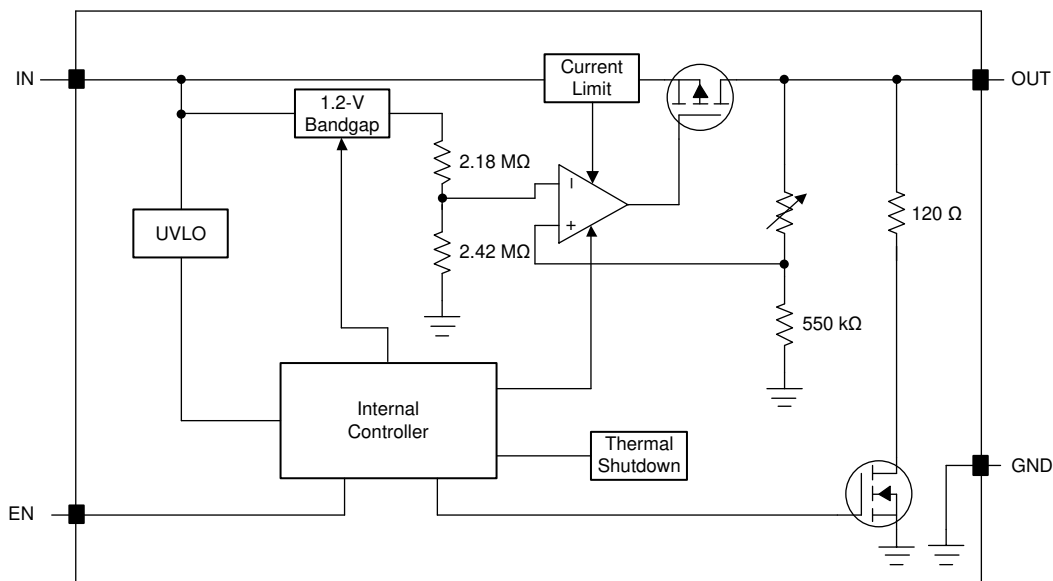 IN
Current
Limit
OUT
1.2-V
Bandgap
2.18 MΩ
–
+
120 Ω
UVLO
2.42 MΩ
550 kΩ
Internal
Controller
Thermal
Shutdown
GND
EN